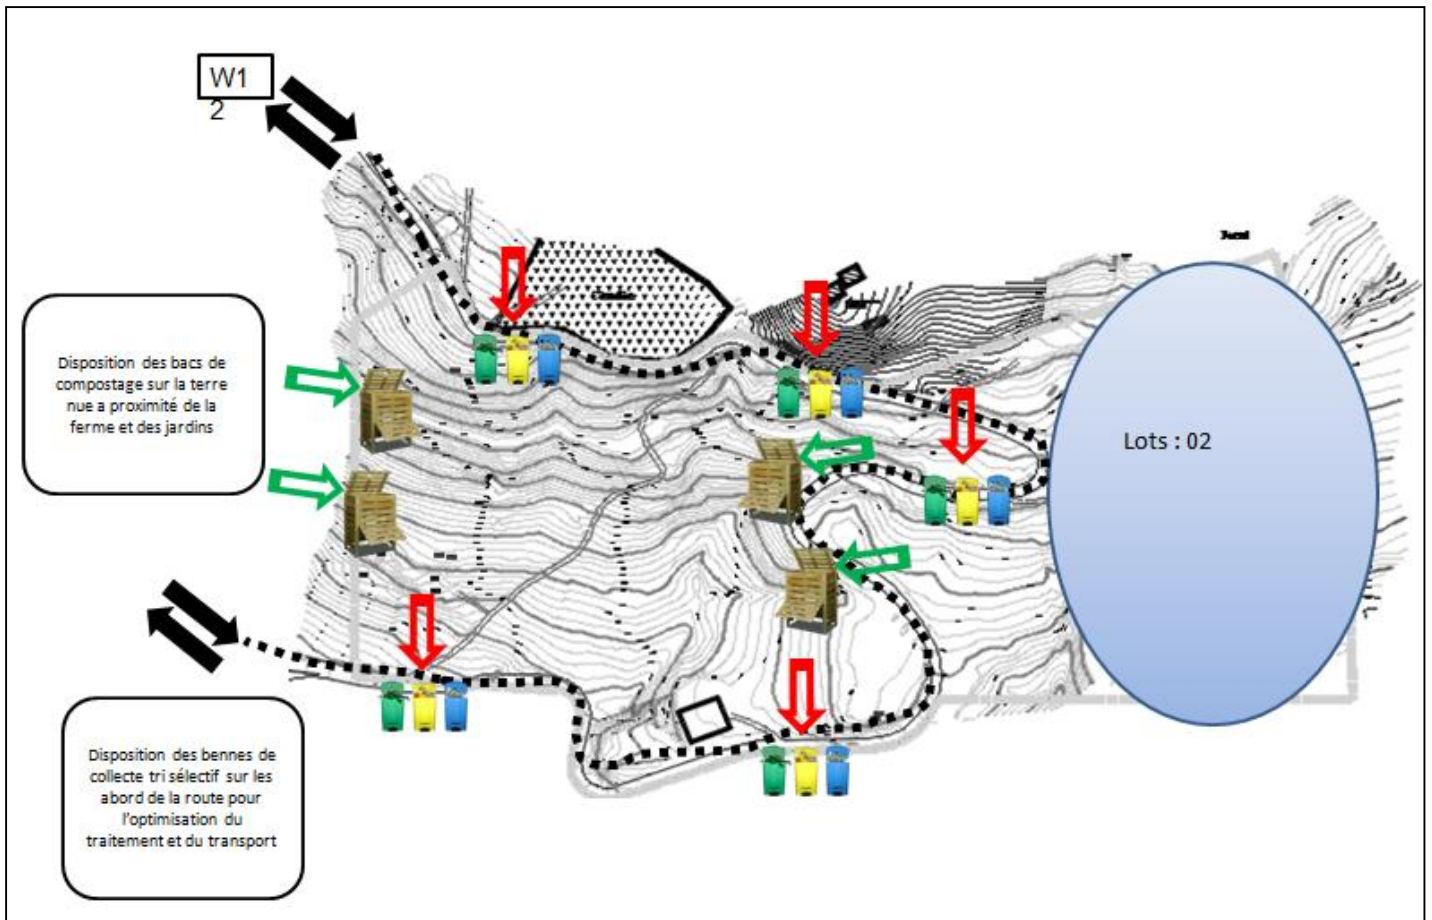 W1
2
Disposition des bacs de
compostage sur la terre
nue a proximité de la
ferme et des jardins
Lots : 02
Disposition des bennes de
collecte tri sélectif sur les
abord de la route pour
l'optimisation du
traitement et du transport